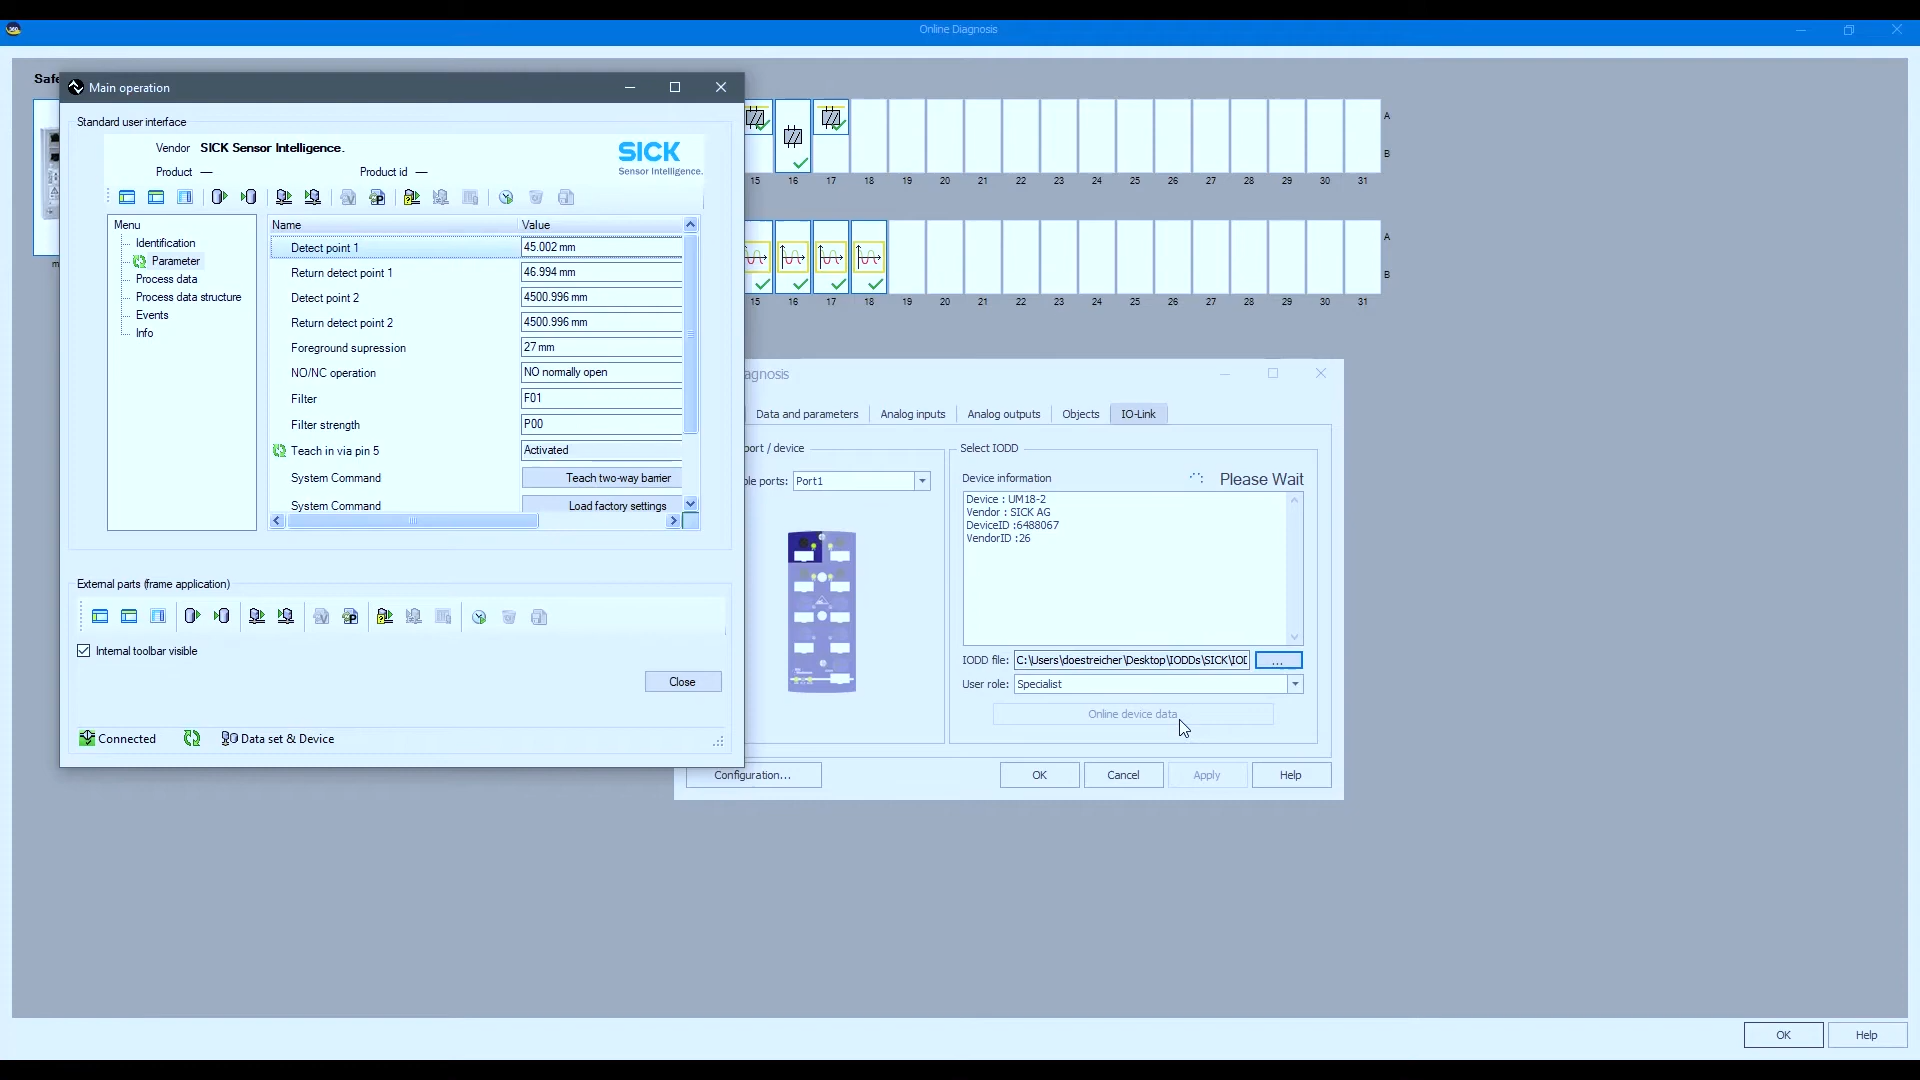 Online Diagnosis
Safe
Main operation
Standard user interface
Vendor SICK Sensor Intelligence.
SICK
Sensor Intelligence.
Product —
Product id —
Menu
Identification
Parameter
Process data
Process data structure
Events
Info
Name Value
Detect point 1 45.002 mm
Return detect point 1 46.994 mm
Detect point 2 4500.996 mm
Return detect point 2 4500.996 mm
Foreground supression 27 mm
NO/NC operation NO normally open
Filter F01
Filter strength P00
Teach in via pin 5 Activated
System Command Teach two-way barrier
System Command Load factory settings
External parts (frame application)
Internal toolbar visible
Close
Connected
Data set & Device
A
B
15 16 17 18 19 20 21 22 23 24 25 26 27 28 29 30 31
A
B
15 16 17 18 19 20 21 22 23 24 25 26 27 28 29 30 31
agnosis
Data and parameters Analog inputs Analog outputs Objects IO-Link
port / device
ble ports: Port1
Select IODD
Device information
Please Wait
Device : UM18-2
Vendor : SICK AG
DeviceID :6488067
VendorID :26
IODD file: C:\Users\doestreicher\Desktop\IODDs\SICK\IOD ...
User role: Specialist
Online device data
Configuration... OK Cancel Apply Help
OK Help